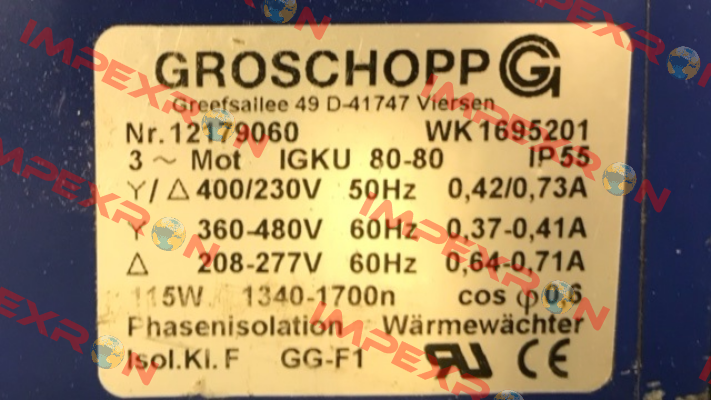 GROSCHOPP G
Greefsallee 49 D-41747 Viersen
Nr. 12179060 WK 1695201
3 ~ Mot IGKU 80-80 IP 55
Y/Δ 400/230V 50Hz 0,42/0,73A
Y 360-480V 60Hz 0,37-0,41A
Δ 208-277V 60Hz 0,64-0,71A
115W 1340-1700n cos φ 0,6
Phasenisolation Wärmewächter
Isol.Kl. F GG-F1 RU CE
IMPEXRON